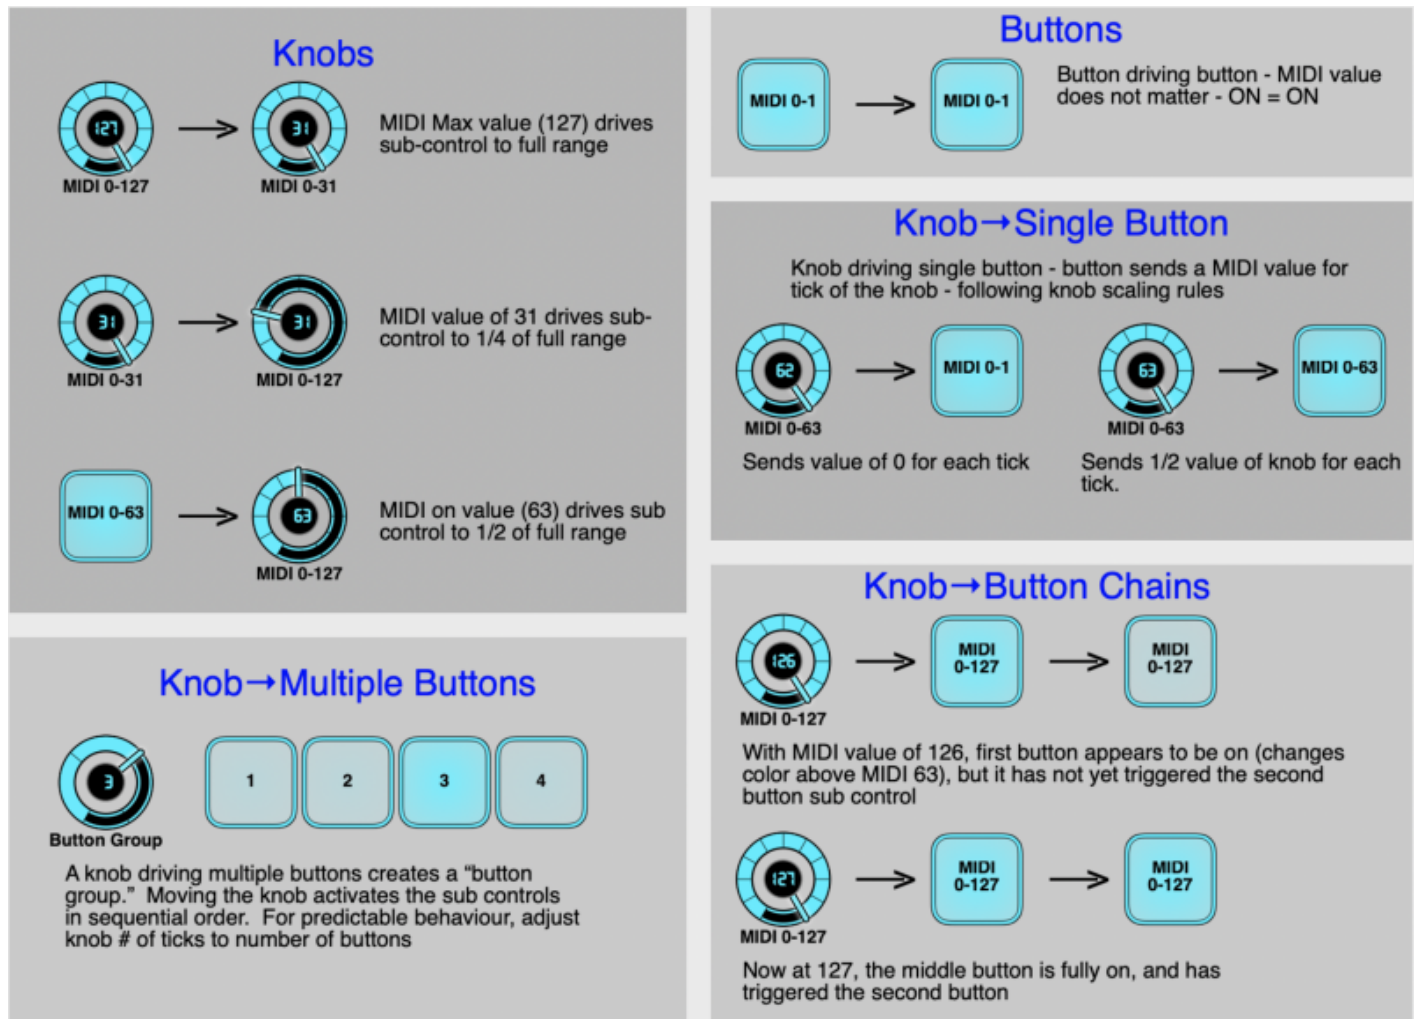 Knobs
127
MIDI 0-127
31
MIDI 0-31
MIDI Max value (127) drives
sub-control to full range
31
MIDI 0-31
31
MIDI 0-127
MIDI value of 31 drives sub-
control to 1/4 of full range
MIDI 0-63
63
MIDI 0-127
MIDI on value (63) drives sub
control to 1/2 of full range
Knob→Multiple Buttons
3
Button Group
1
2
3
4
A knob driving multiple buttons creates a “button
group.” Moving the knob activates the sub controls
in sequential order. For predictable behaviour, adjust
knob # of ticks to number of buttons
Buttons
MIDI 0-1
MIDI 0-1
Button driving button - MIDI value
does not matter - ON = ON
Knob→Single Button
Knob driving single button - button sends a MIDI value for
tick of the knob - following knob scaling rules
62
MIDI 0-63
MIDI 0-1
Sends value of 0 for each tick
63
MIDI 0-63
MIDI 0-63
Sends 1/2 value of knob for each
tick.
Knob→Button Chains
126
MIDI 0-127
MIDI
0-127
MIDI
0-127
With MIDI value of 126, first button appears to be on (changes
color above MIDI 63), but it has not yet triggered the second
button sub control
127
MIDI 0-127
MIDI
0-127
MIDI
0-127
Now at 127, the middle button is fully on, and has
triggered the second button